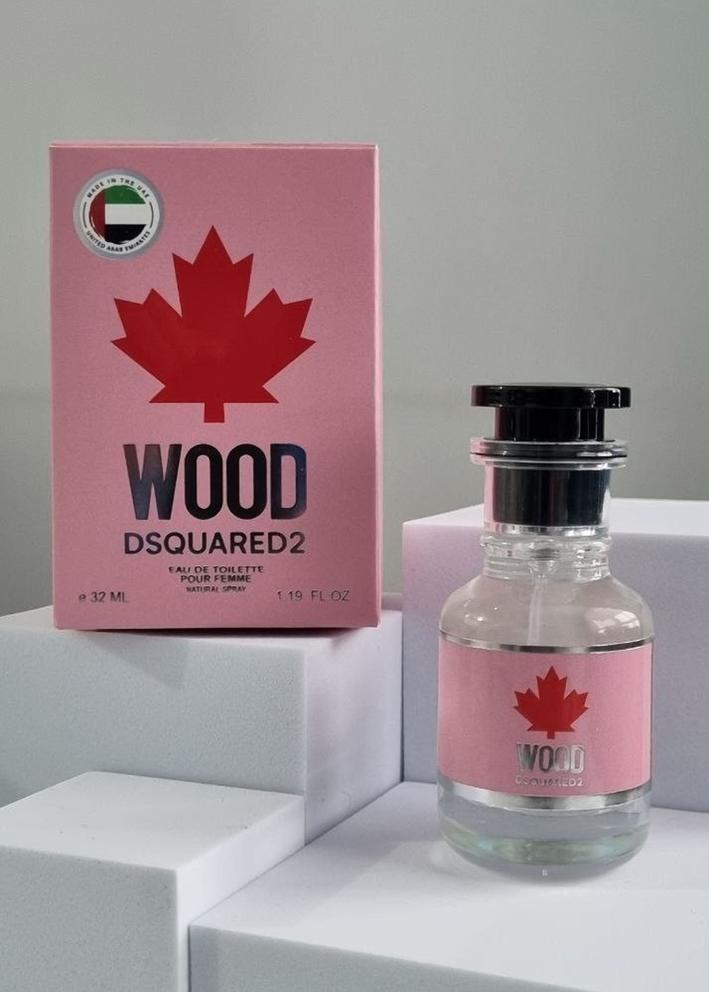 MADE IN THE UAE
UNITED ARAB EMIRATES
WOOD
DSQUARED2
EAU DE TOILETTE
POUR FEMME
NATURAL SPRAY
e 32 ML
1.19 FL.OZ
WOOD
DSQUARED2